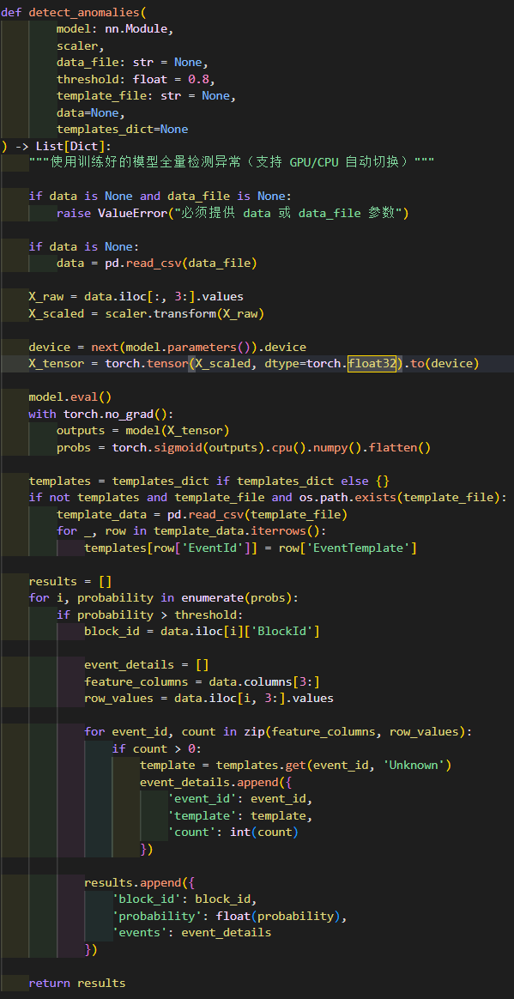 def detect_anomalies(
        model: nn.Module,
        scaler,
        data_file: str = None,
        threshold: float = 0.8,
        template_file: str = None,
        data=None,
        templates_dict=None
) -> List[Dict]:
    """使用训练好的模型全量检测异常（支持 GPU/CPU 自动切换）"""
    if data is None and data_file is None:
        raise ValueError("必须提供 data 或 data_file 参数")
    if data is None:
        data = pd.read_csv(data_file)
    X_raw = data.iloc[:, 3:].values
    X_scaled = scaler.transform(X_raw)
    device = next(model.parameters()).device
    X_tensor = torch.tensor(X_scaled, dtype=torch.float32).to(device)
    model.eval()
    with torch.no_grad():
        outputs = model(X_tensor)
        probs = torch.sigmoid(outputs).cpu().numpy().flatten()
    templates = templates_dict if templates_dict else {}
    if not templates and template_file and os.path.exists(template_file):
        template_data = pd.read_csv(template_file)
        for _, row in template_data.iterrows():
            templates[row['EventId']] = row['EventTemplate']
    results = []
    for i, probability in enumerate(probs):
        if probability > threshold:
            block_id = data.iloc[i]['BlockId']
            event_details = []
            feature_columns = data.columns[3:]
            row_values = data.iloc[i, 3:].values
            for event_id, count in zip(feature_columns, row_values):
                if count > 0:
                    template = templates.get(event_id, 'Unknown')
                    event_details.append({
                        'event_id': event_id,
                        'template': template,
                        'count': int(count)
                    })
            results.append({
                'block_id': block_id,
                'probability': float(probability),
                'events': event_details
            })
    return results